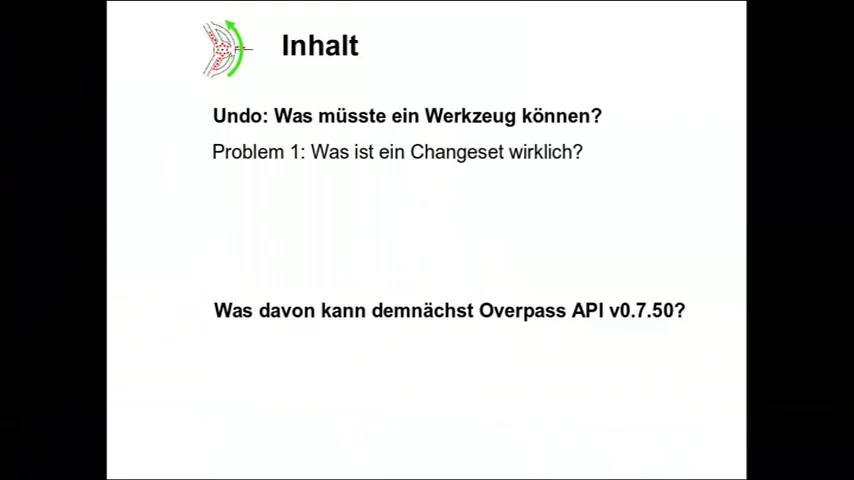 Inhalt
Undo: Was müsste ein Werkzeug können?
Problem 1: Was ist ein Changeset wirklich?
Was davon kann demnächst Overpass API v0.7.50?